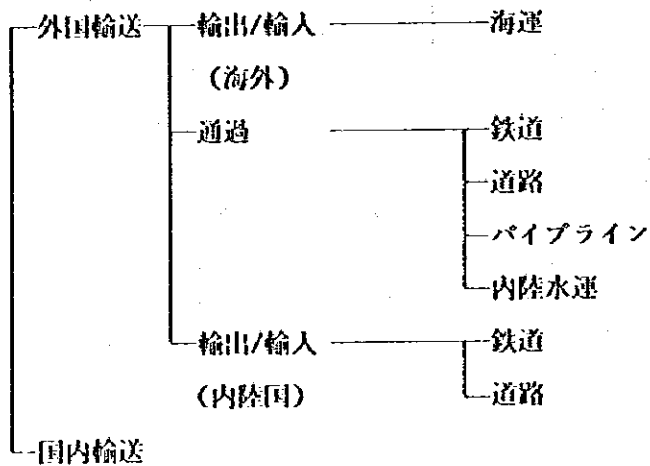 外国輸送 輸出/輸入 海運
(海外)
通過 鉄道
道路
パイプライン
内陸水運
輸出/輸入 鉄道
(内陸国) 道路
国内輸送